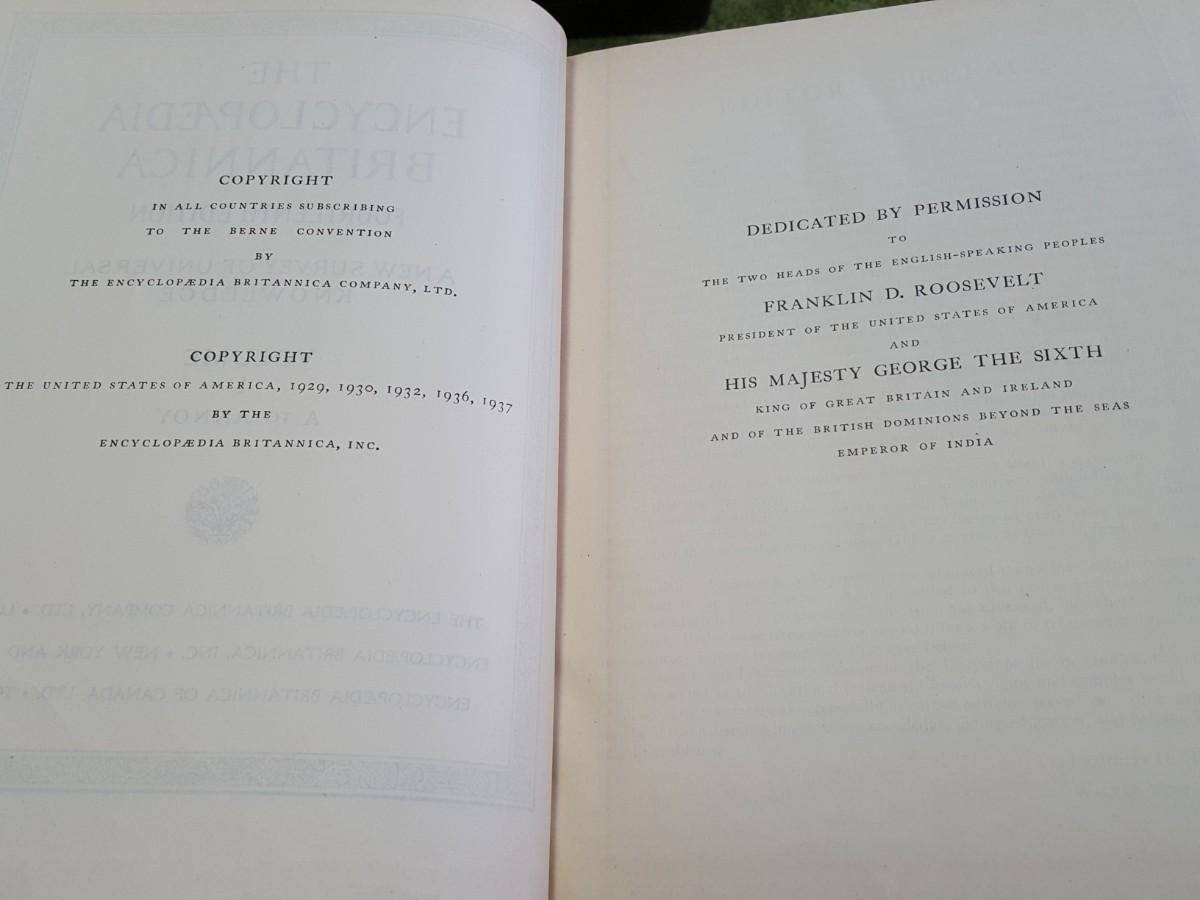 COPYRIGHT
IN ALL COUNTRIES SUBSCRIBING
TO THE BERNE CONVENTION
BY
THE ENCYCLOPÆDIA BRITANNICA COMPANY, LTD.
COPYRIGHT
THE UNITED STATES OF AMERICA, 1929, 1930, 1932, 1936, 1937
BY THE
ENCYCLOPÆDIA BRITANNICA, INC.
DEDICATED BY PERMISSION
TO
THE TWO HEADS OF THE ENGLISH-SPEAKING PEOPLES
FRANKLIN D. ROOSEVELT
PRESIDENT OF THE UNITED STATES OF AMERICA
AND
HIS MAJESTY GEORGE THE SIXTH
KING OF GREAT BRITAIN AND IRELAND
AND OF THE BRITISH DOMINIONS BEYOND THE SEAS
EMPEROR OF INDIA